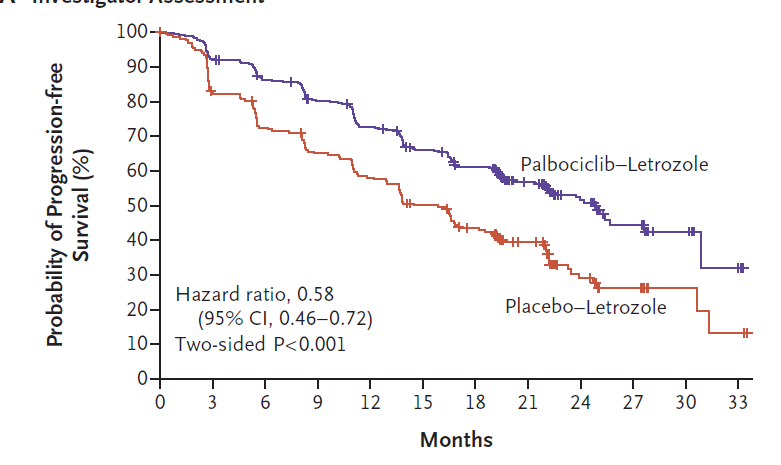 100
90
80
70
60
50
40
30
20
10
0
Probability of Progression-free
Survival (%)
Palbociclib–Letrozole
Placebo–Letrozole
Hazard ratio, 0.58
(95% CI, 0.46–0.72)
Two-sided P<0.001
0 3 6 9 12 15 18 21 24 27 30 33
Months